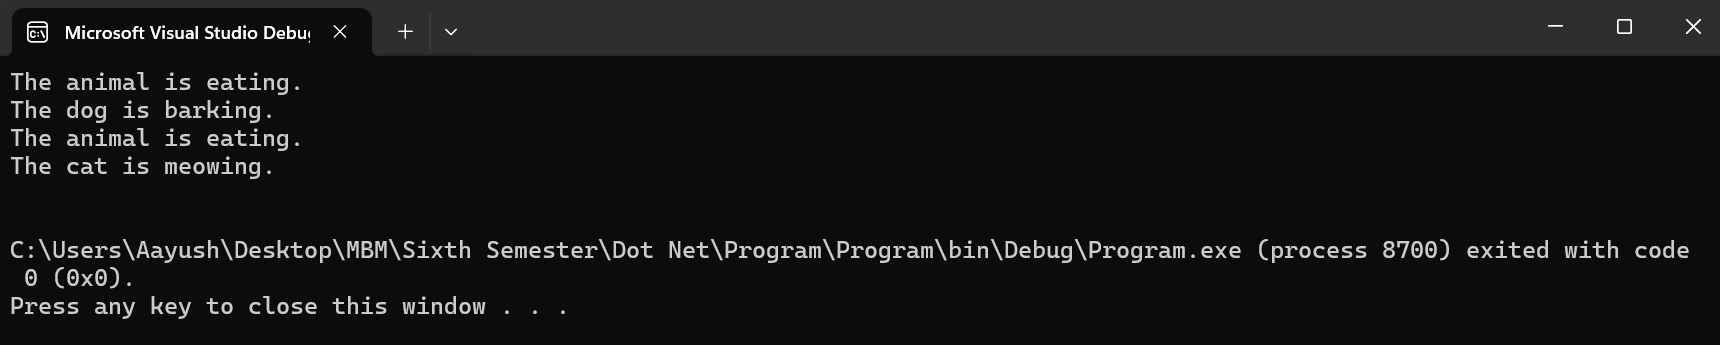 Microsoft Visual Studio Debu
The animal is eating.
The dog is barking.
The animal is eating.
The cat is meowing.
C:\Users\Aayush\Desktop\MBM\Sixth Semester\Dot Net\Program\Program\bin\Debug\Program.exe (process 8700) exited with code
0 (0x0).
Press any key to close this window . . .